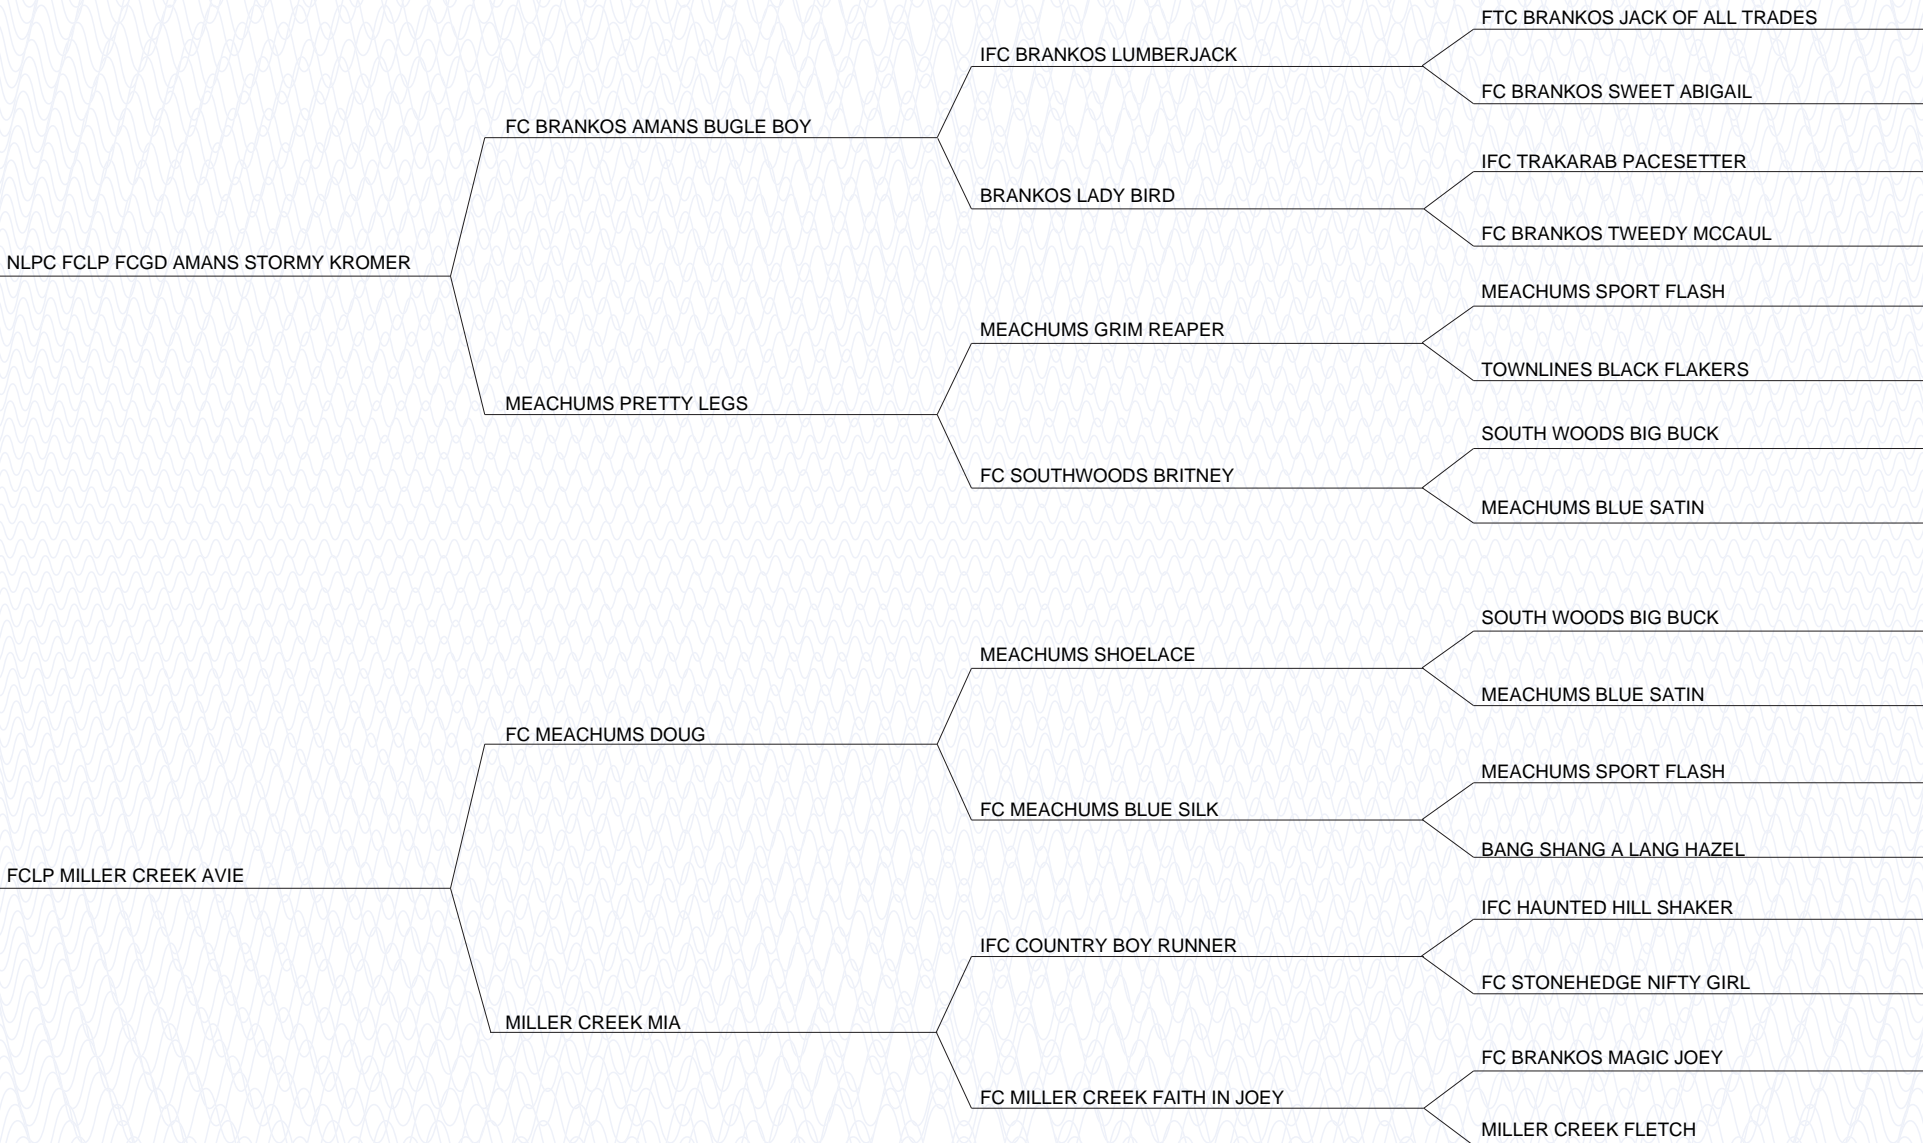 FTC BRANKOS JACK OF ALL TRADES
IFC BRANKOS LUMBERJACK
FC BRANKOS SWEET ABIGAIL
FC BRANKOS AMANS BUGLE BOY
IFC TRAKARAB PACESETTER
BRANKOS LADY BIRD
FC BRANKOS TWEEDY MCCAUL
NLPC FCLP FCGD AMANS STORMY KROMER
MEACHUMS SPORT FLASH
MEACHUMS GRIM REAPER
TOWNLINES BLACK FLAKERS
MEACHUMS PRETTY LEGS
SOUTH WOODS BIG BUCK
FC SOUTHWOODS BRITNEY
MEACHUMS BLUE SATIN
SOUTH WOODS BIG BUCK
MEACHUMS SHOELACE
MEACHUMS BLUE SATIN
FC MEACHUMS DOUG
MEACHUMS SPORT FLASH
FC MEACHUMS BLUE SILK
BANG SHANG A LANG HAZEL
FCLP MILLER CREEK AVIE
IFC HAUNTED HILL SHAKER
IFC COUNTRY BOY RUNNER
FC STONEHEDGE NIFTY GIRL
MILLER CREEK MIA
FC BRANKOS MAGIC JOEY
FC MILLER CREEK FAITH IN JOEY
MILLER CREEK FLETCH